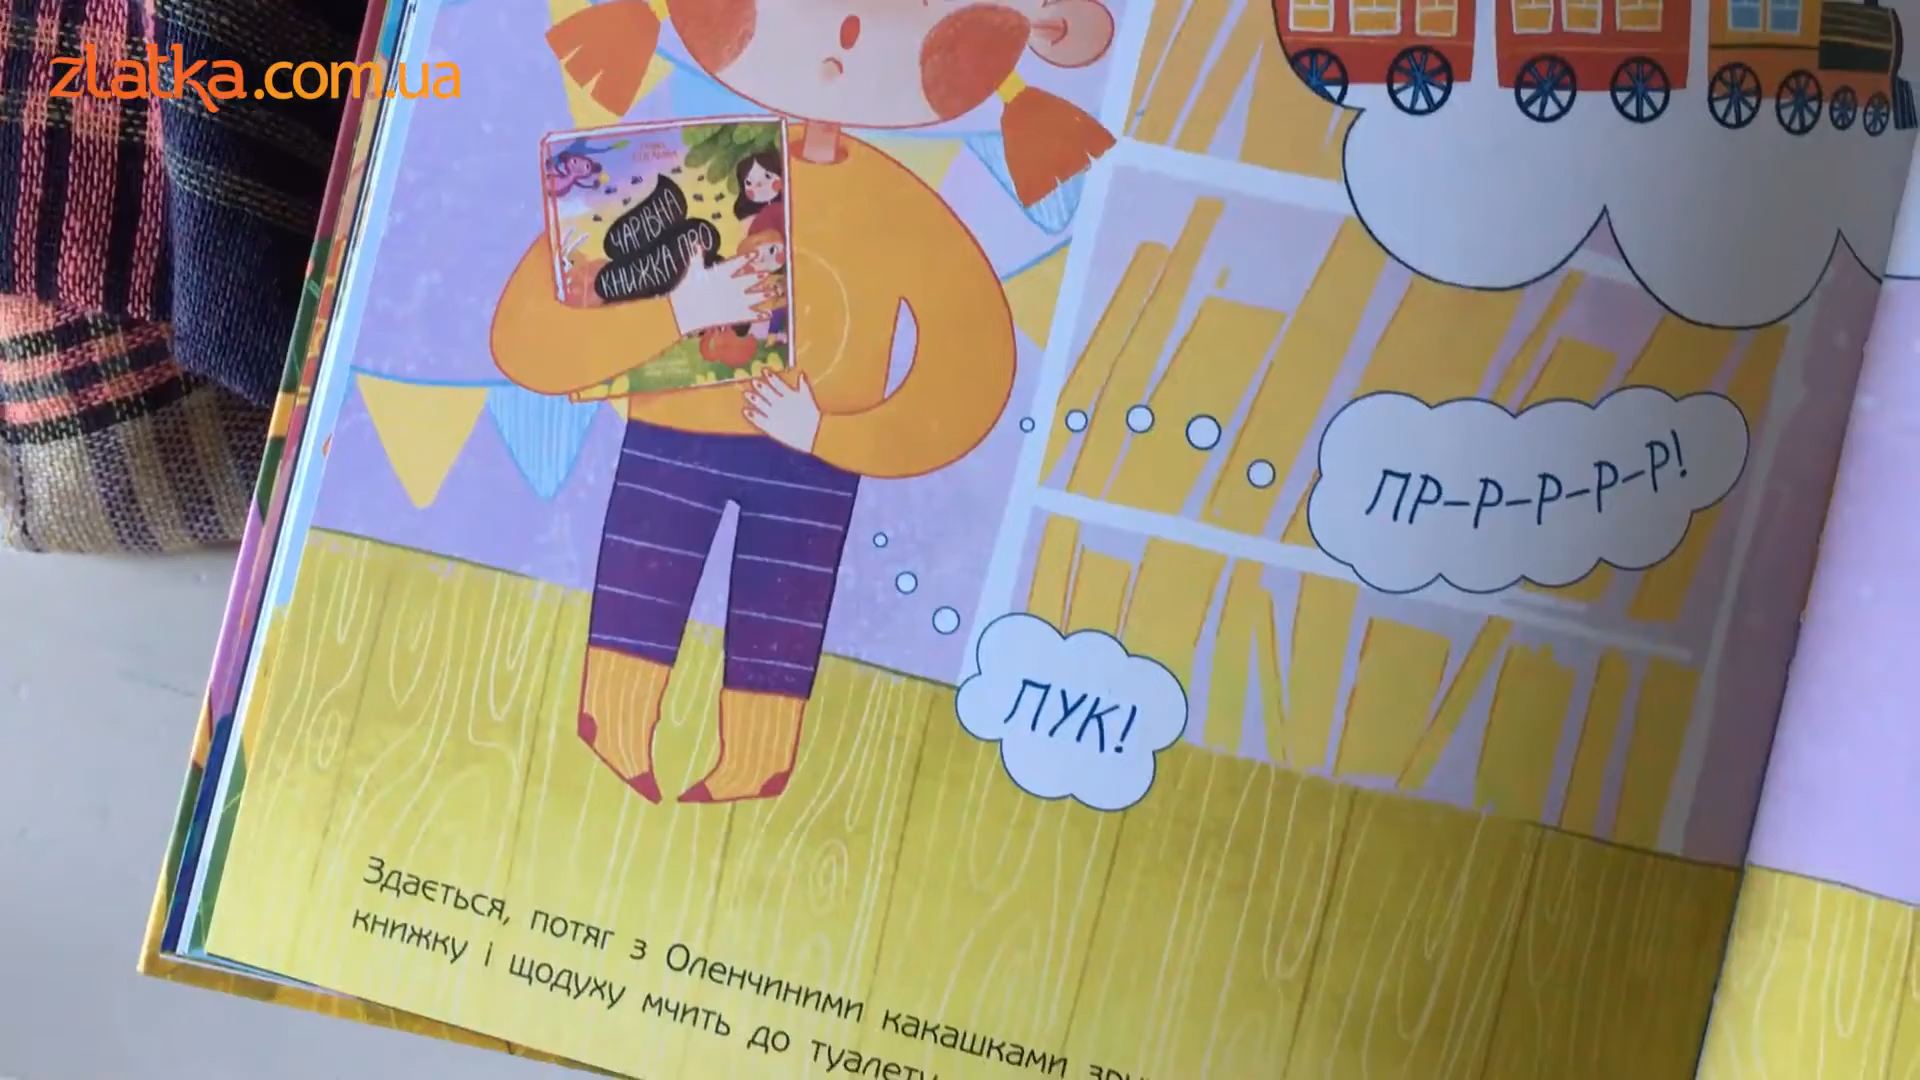 zlatka.com.ua
ЧАРІВНА
КНИЖКА ПРО
ПР-Р-Р-Р-Р!
ПУК!
Здається, потяг з Оленчиними какашками
книжку і щодуху мчить до туалету